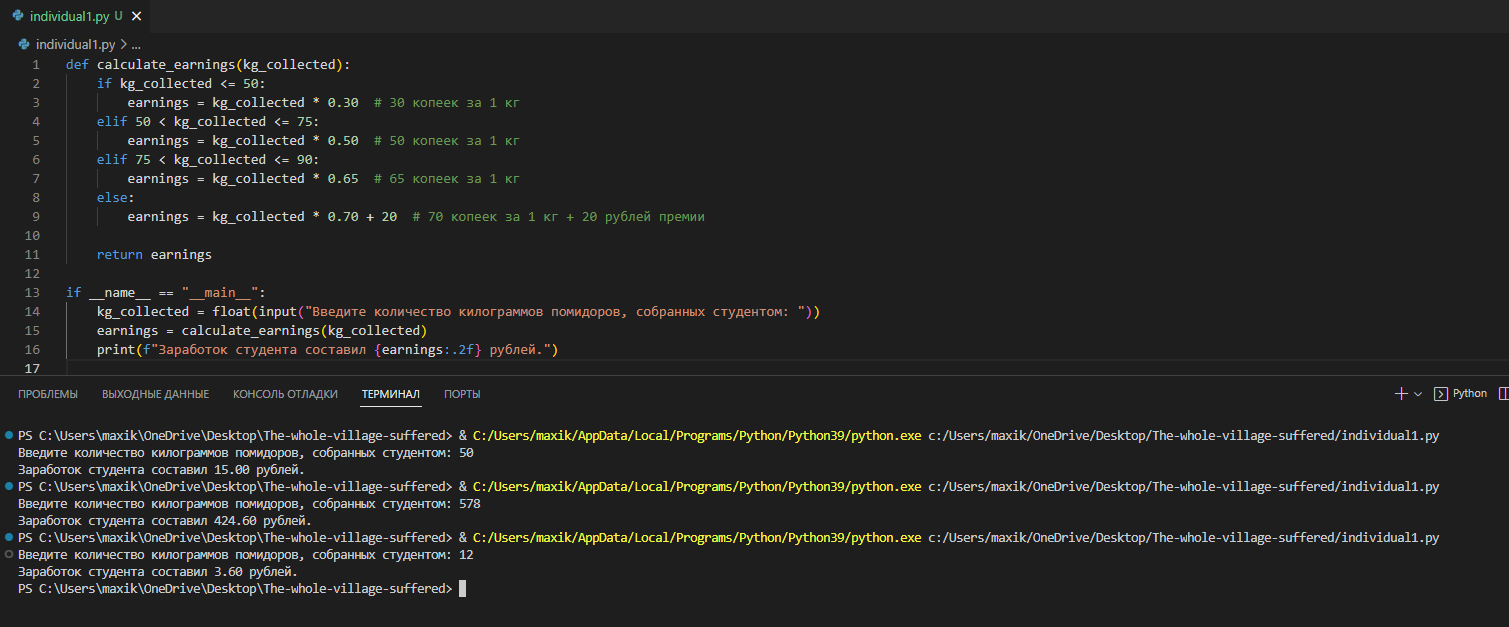 individual1.py U ×
individual1.py > ...
1 def calculate_earnings(kg_collected):
2 if kg_collected <= 50:
3 earnings = kg_collected * 0.30 # 30 копеек за 1 кг
4 elif 50 < kg_collected <= 75:
5 earnings = kg_collected * 0.50 # 50 копеек за 1 кг
6 elif 75 < kg_collected <= 90:
7 earnings = kg_collected * 0.65 # 65 копеек за 1 кг
8 else:
9 earnings = kg_collected * 0.70 + 20 # 70 копеек за 1 кг + 20 рублей премии
10
11 return earnings
12
13 if __name__ == "__main__":
14 kg_collected = float(input("Введите количество килограммов помидоров, собранных студентом: "))
15 earnings = calculate_earnings(kg_collected)
16 print(f"Заработок студента составил {earnings:.2f} рублей.")
17
ПРОБЛЕМЫ ВЫХОДНЫЕ ДАННЫЕ КОНСОЛЬ ОТЛАДКИ ТЕРМИНАЛ ПОРТЫ Python
PS C:\Users\maxik\OneDrive\Desktop\The-whole-village-suffered> & C:/Users/maxik/AppData/Local/Programs/Python/Python39/python.exe c:/Users/maxik/OneDrive/Desktop/The-whole-village-suffered/individual1.py
Введите количество килограммов помидоров, собранных студентом: 50
Заработок студента составил 15.00 рублей.
PS C:\Users\maxik\OneDrive\Desktop\The-whole-village-suffered> & C:/Users/maxik/AppData/Local/Programs/Python/Python39/python.exe c:/Users/maxik/OneDrive/Desktop/The-whole-village-suffered/individual1.py
Введите количество килограммов помидоров, собранных студентом: 578
Заработок студента составил 424.60 рублей.
PS C:\Users\maxik\OneDrive\Desktop\The-whole-village-suffered> & C:/Users/maxik/AppData/Local/Programs/Python/Python39/python.exe c:/Users/maxik/OneDrive/Desktop/The-whole-village-suffered/individual1.py
Введите количество килограммов помидоров, собранных студентом: 12
Заработок студента составил 3.60 рублей.
PS C:\Users\maxik\OneDrive\Desktop\The-whole-village-suffered>